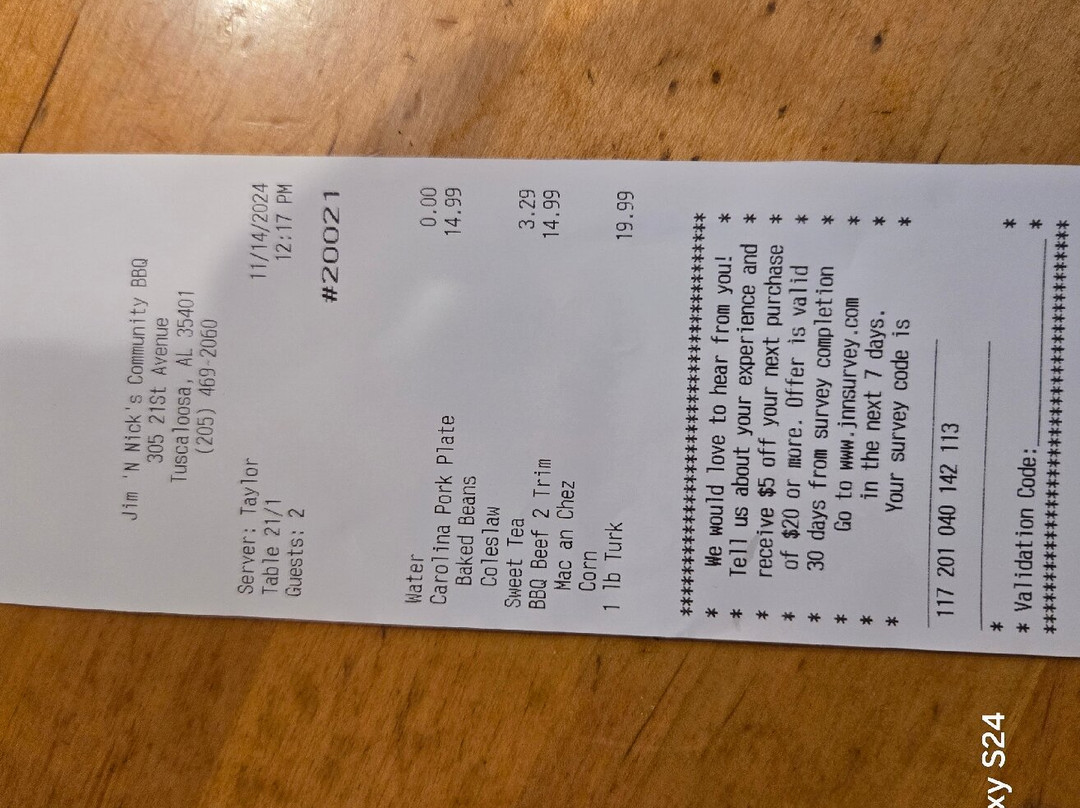 Jim 'N Nick's Community BBQ
305 21St Avenue
Tuscaloosa, AL 35401
(205) 469-2060
Server: Taylor 11/14/2024
Table 21/1 12:17 PM
Guests: 2
#20021
Water 0.00
Carolina Pork Plate 14.99
Baked Beans
Coleslaw
Sweet Tea 3.29
BBQ Beef 2 Trim 14.99
Mac an Chez
Corn
1 lb Turk 19.99
****************************************
* We would love to hear from you! *
* Tell us about your experience and *
* receive $5 off your next purchase *
* of $20 or more. Offer is valid *
* 30 days from survey completion *
* Go to www.jnnsurvey.com *
* in the next 7 days. *
* Your survey code is *
117 201 040 142 113
* *
* Validation Code:____________________ *
****************************************
xy S24